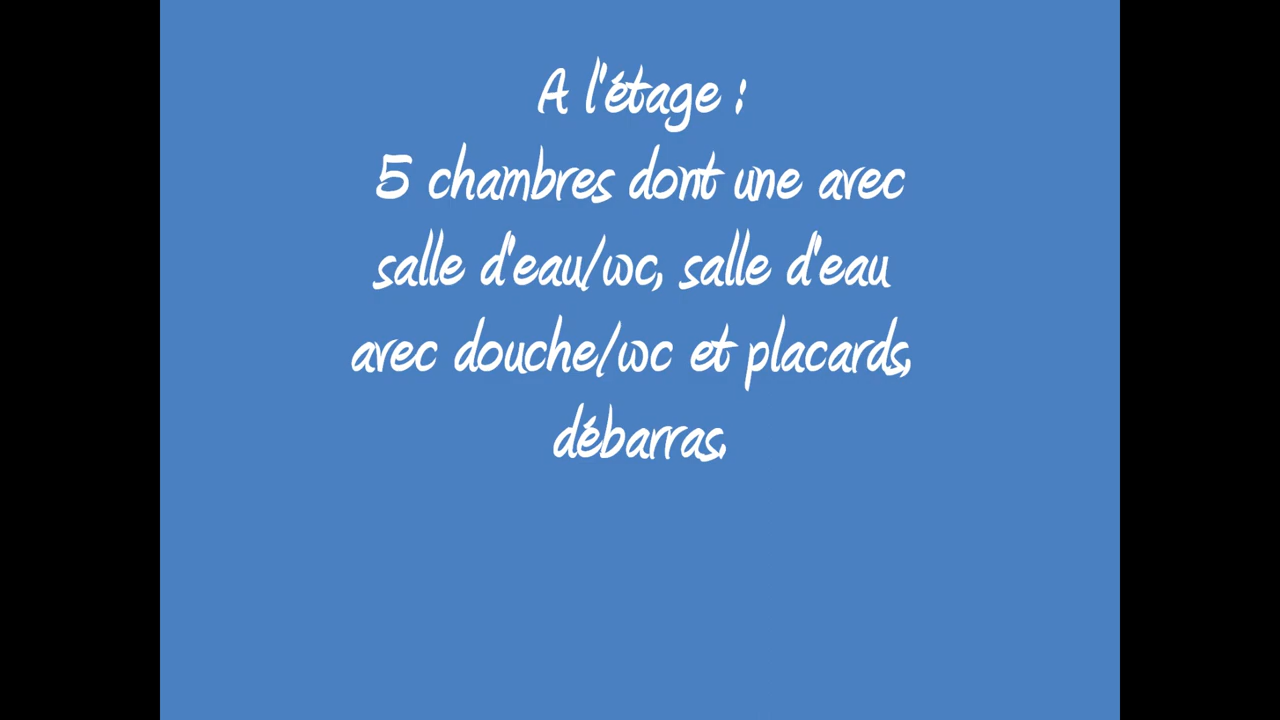 A l'étage :
5 chambres dont une avec
salle d'eau/wc, salle d'eau
avec douche/wc et placards,
débarras.